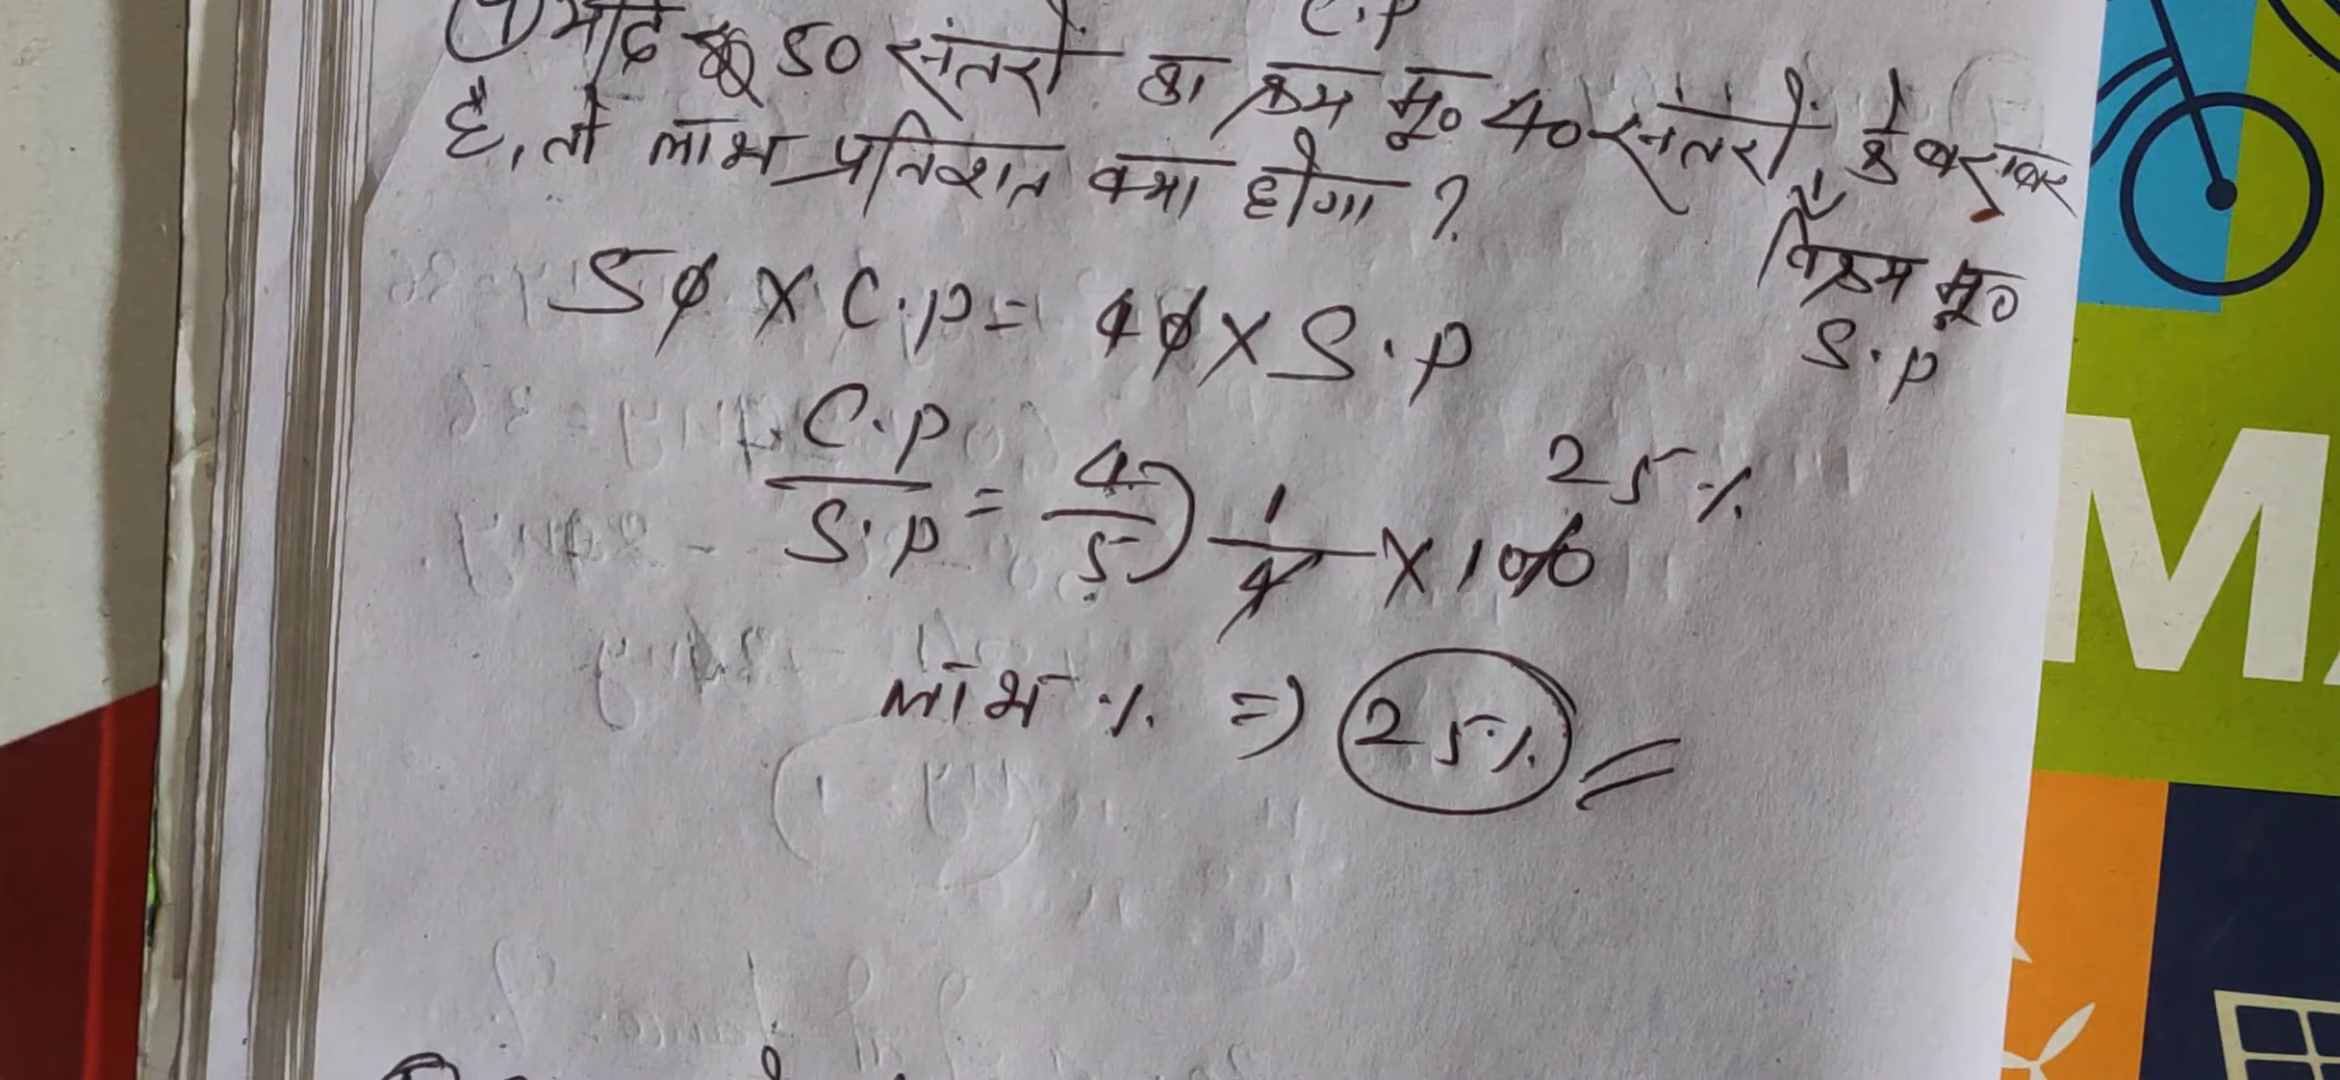 C.P
① यदि 50 संतरों का क्रय मू० 40 संतरों के बराबर
है, तो लाभ प्रतिशत क्या होगा ?
विक्रय मू०
S.P
50 X C.P = 40 X S.P
C.P
S.P = 4/5) 1/4 X 100 25%
लाभ % => 25%
M